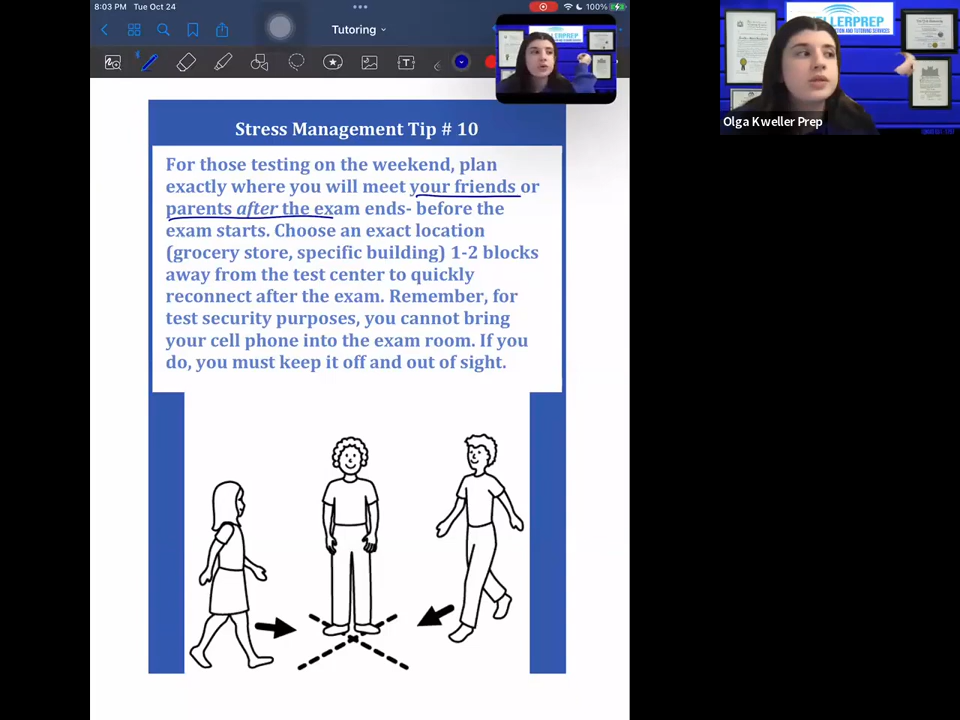 8:03 PM Tue Oct 24
100%
Tutoring
Stress Management Tip # 10
For those testing on the weekend, plan
exactly where you will meet your friends or
parents after the exam ends- before the
exam starts. Choose an exact location
(grocery store, specific building) 1-2 blocks
away from the test center to quickly
reconnect after the exam. Remember, for
test security purposes, you cannot bring
your cell phone into the exam room. If you
do, you must keep it off and out of sight.
Olga Kweller Prep